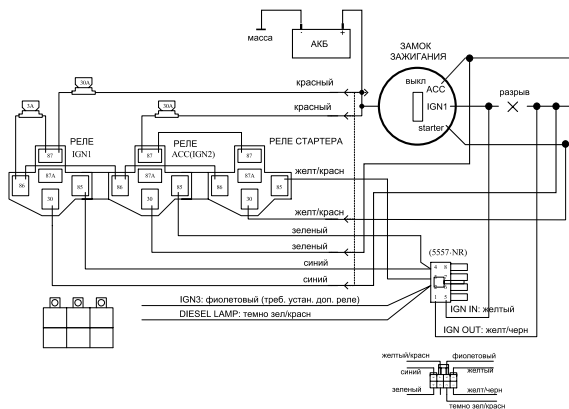 масса
-
+
АКБ
ЗАМОК
ЗАЖИГАНИЯ
выкл
ACC
IGN1
starter
разрыв
красный
30A
3A
30A
красный
РЕЛЕ
IGN1
РЕЛЕ
ACC(IGN2)
РЕЛЕ СТАРТЕРА
87
87
87
желт/красн
86
87A
85
86
87A
85
86
87A
85
30
30
30
желт/красн
зеленый
зеленый
(5557-NR)
синий
4 8
синий
1 5
IGN3: фиолетовый (треб. устан. доп. реле)
IGN IN: желтый
DIESEL LAMP: темно зел/красн
IGN OUT: желт/черн
желтый/красн
фиолетовый
синий
желтый
зеленый
желт/черн
темно зел/красн